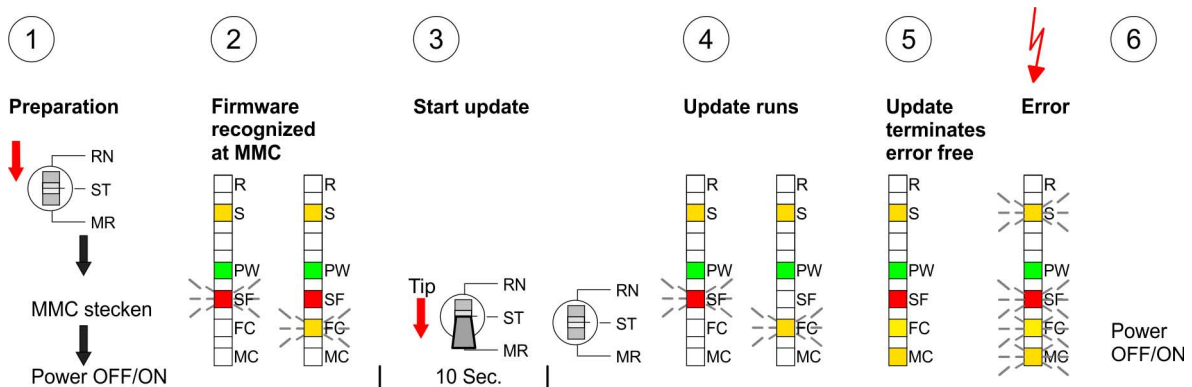 1
2
3
4
5
6
Preparation
Firmware
recognized
at MMC
Start update
Update runs
Update
terminates
error free
Error
RN
ST
MR
MMC stecken
Power OFF/ON
R
S
PW
SF
FC
MC
R
S
PW
SF
FC
MC
Tip
RN
ST
MR
10 Sec.
RN
ST
MR
R
S
PW
SF
FC
MC
R
S
PW
SF
FC
MC
R
S
PW
SF
FC
MC
R
S
PW
SF
FC
MC
Power
OFF/ON